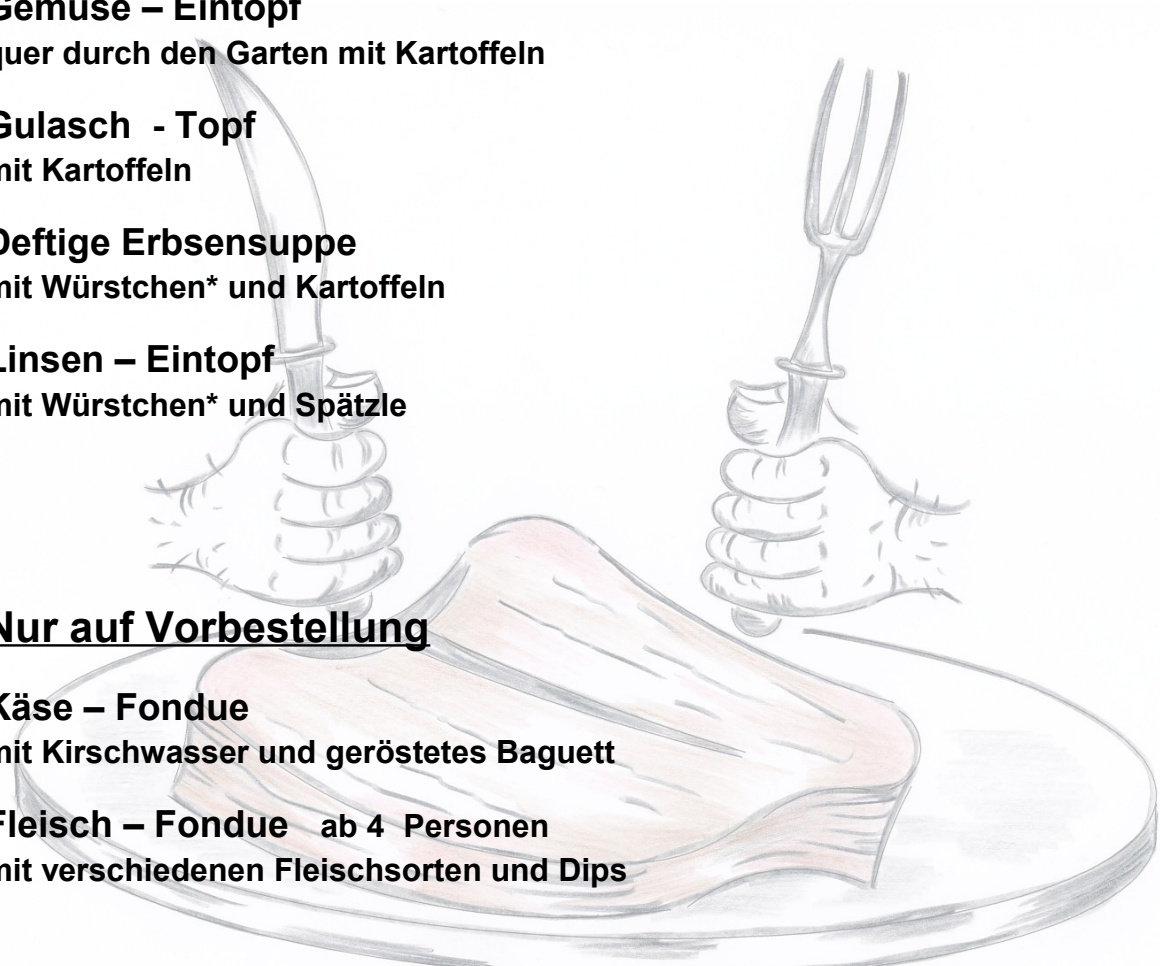 Gemüse – Eintopf
quer durch den Garten mit Kartoffeln
Gulasch - Topf
mit Kartoffeln
Deftige Erbsensuppe
mit Würstchen* und Kartoffeln
Linsen – Eintopf
mit Würstchen* und Spätzle
Nur auf Vorbestellung
Käse – Fondue
mit Kirschwasser und geröstetes Baguett
Fleisch – Fondue ab 4 Personen
mit verschiedenen Fleischsorten und Dips